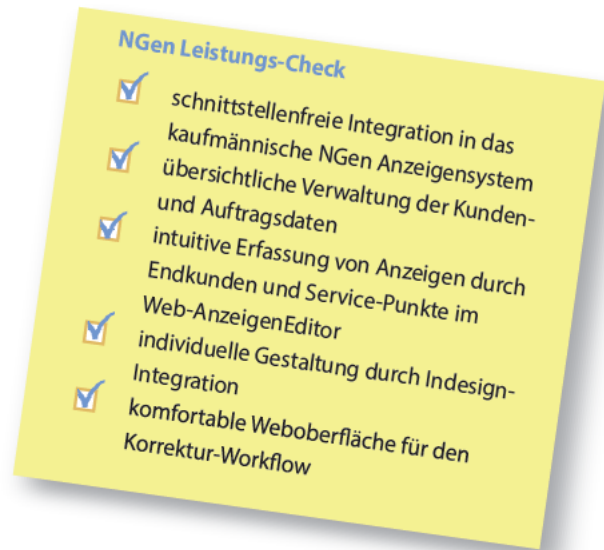 NGen Leistungs-Check
schnittstellenfreie Integration in das
kaufmännische NGen Anzeigensystem
übersichtliche Verwaltung der Kunden-
und Auftragsdaten
intuitive Erfassung von Anzeigen durch
Endkunden und Service-Punkte im
Web-AnzeigenEditor
individuelle Gestaltung durch Indesign-
Integration
komfortable Weboberfläche für den
Korrektur-Workflow